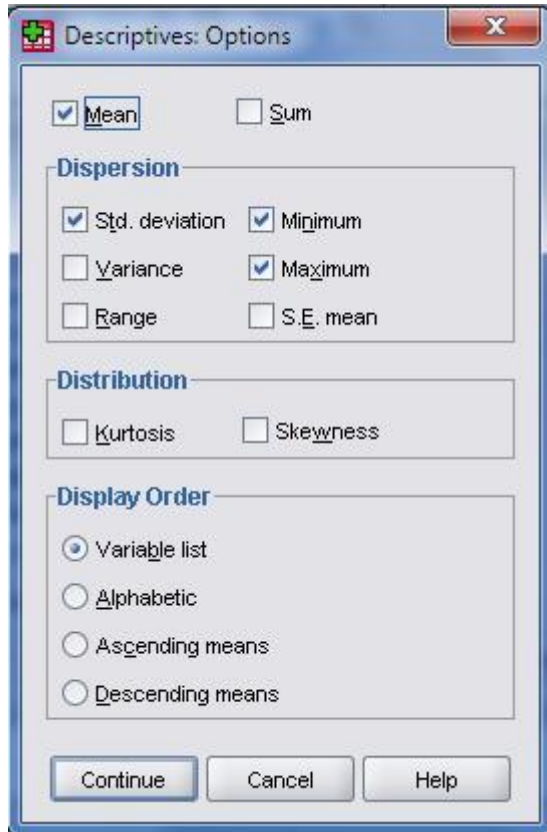 Descriptives: Options
Mean Sum
Dispersion
Std. deviation Minimum
Variance Maximum
Range S.E. mean
Distribution
Kurtosis Skewness
Display Order
Variable list
Alphabetic
Ascending means
Descending means
Continue Cancel Help